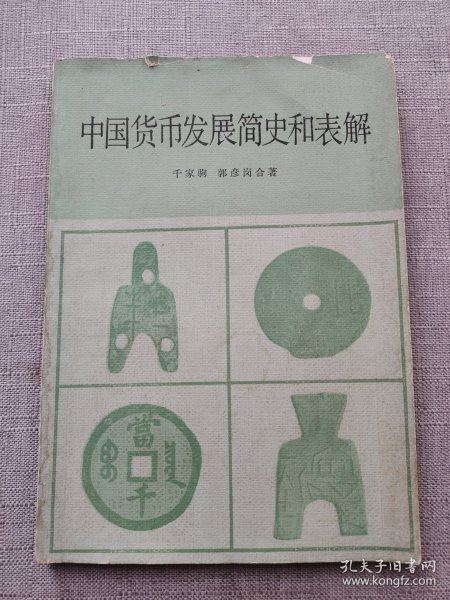 中国货币发展简史和表解
千家驹 郭彦岗合著
當
千
孔夫子旧书网
www.kongfz.com